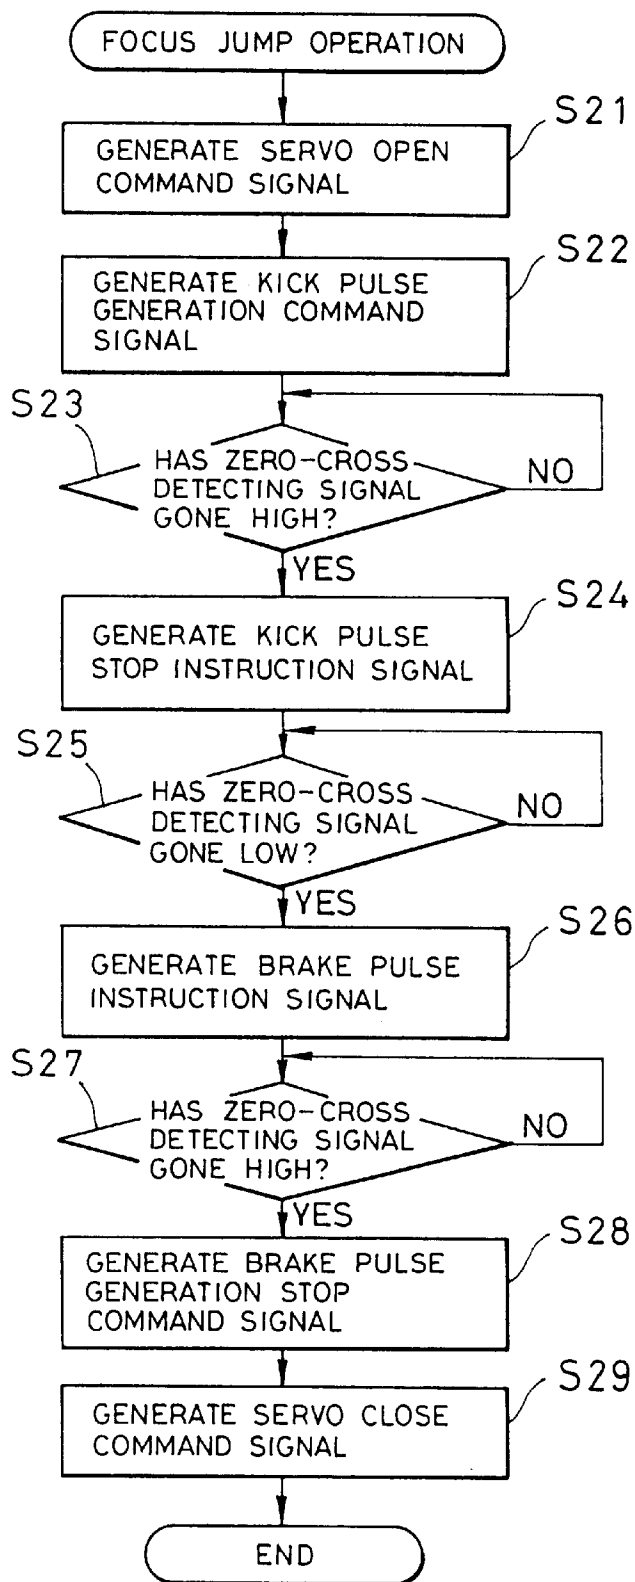 FOCUS JUMP OPERATION
S21
GENERATE SERVO OPEN
COMMAND SIGNAL
S22
GENERATE KICK PULSE
GENERATION COMMAND
SIGNAL
S23
HAS ZERO-CROSS
DETECTING SIGNAL
GONE HIGH?
NO
YES
S24
GENERATE KICK PULSE
STOP INSTRUCTION SIGNAL
S25
HAS ZERO-CROSS
DETECTING SIGNAL
GONE LOW?
NO
YES
S26
GENERATE BRAKE PULSE
INSTRUCTION SIGNAL
S27
HAS ZERO-CROSS
DETECTING SIGNAL
GONE HIGH?
NO
YES
S28
GENERATE BRAKE PULSE
GENERATION STOP
COMMAND SIGNAL
S29
GENERATE SERVO CLOSE
COMMAND SIGNAL
END